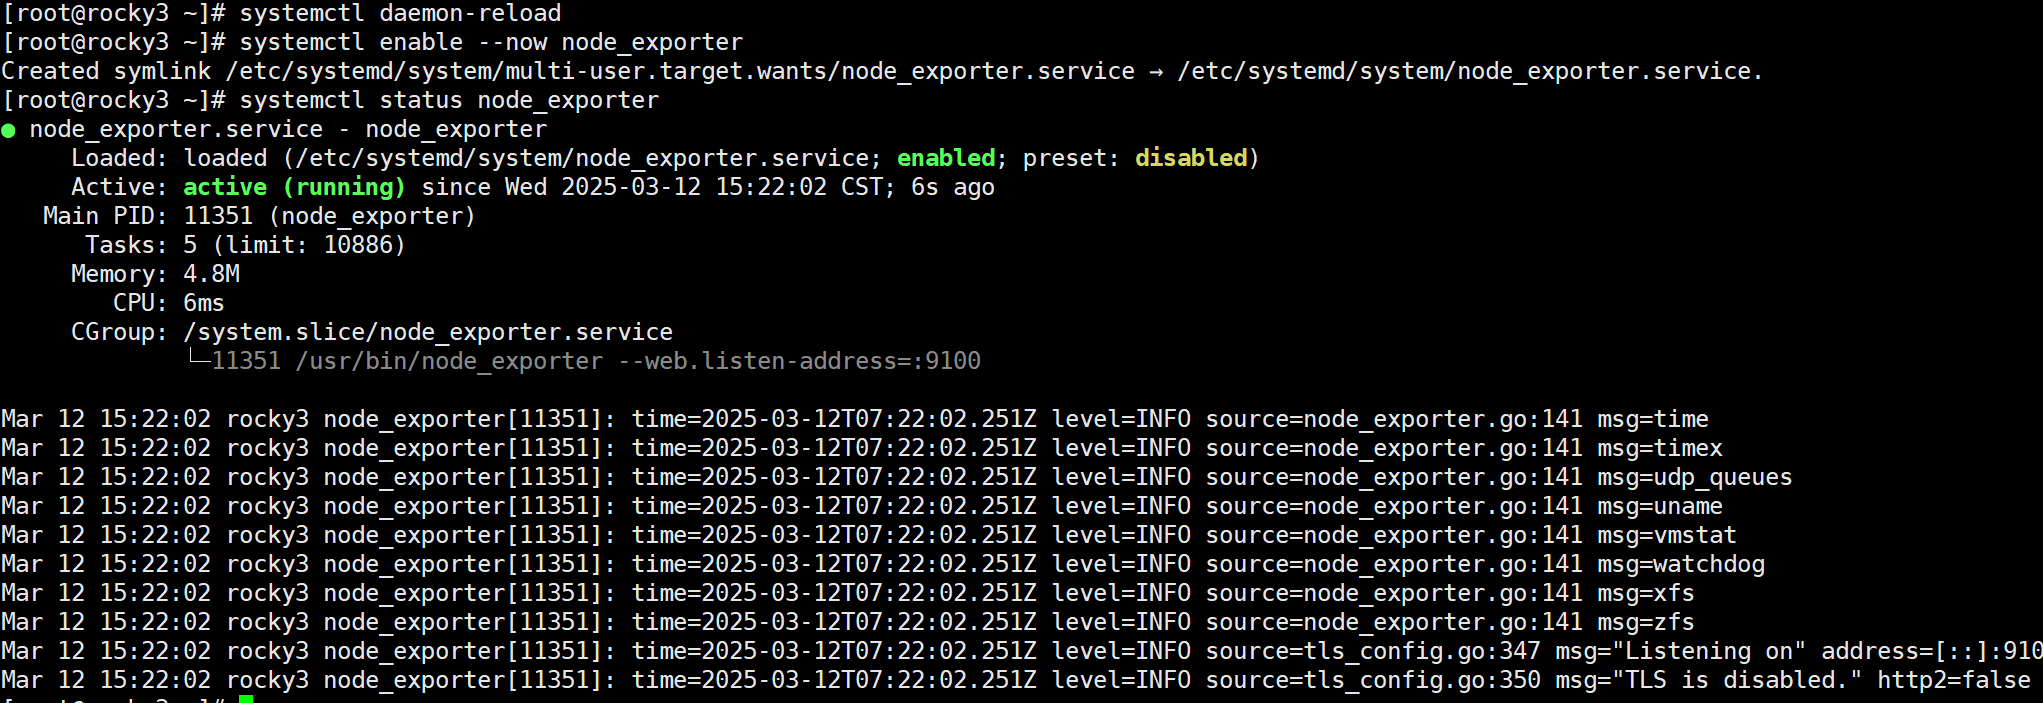 [root@rocky3 ~]# systemctl daemon-reload
[root@rocky3 ~]# systemctl enable --now node_exporter
Created symlink /etc/systemd/system/multi-user.target.wants/node_exporter.service → /etc/systemd/system/node_exporter.service.
[root@rocky3 ~]# systemctl status node_exporter
● node_exporter.service - node_exporter
     Loaded: loaded (/etc/systemd/system/node_exporter.service; enabled; preset: disabled)
     Active: active (running) since Wed 2025-03-12 15:22:02 CST; 6s ago
   Main PID: 11351 (node_exporter)
      Tasks: 5 (limit: 10886)
     Memory: 4.8M
        CPU: 6ms
     CGroup: /system.slice/node_exporter.service
             └─11351 /usr/bin/node_exporter --web.listen-address=:9100

Mar 12 15:22:02 rocky3 node_exporter[11351]: time=2025-03-12T07:22:02.251Z level=INFO source=node_exporter.go:141 msg=time
Mar 12 15:22:02 rocky3 node_exporter[11351]: time=2025-03-12T07:22:02.251Z level=INFO source=node_exporter.go:141 msg=timex
Mar 12 15:22:02 rocky3 node_exporter[11351]: time=2025-03-12T07:22:02.251Z level=INFO source=node_exporter.go:141 msg=udp_queues
Mar 12 15:22:02 rocky3 node_exporter[11351]: time=2025-03-12T07:22:02.251Z level=INFO source=node_exporter.go:141 msg=uname
Mar 12 15:22:02 rocky3 node_exporter[11351]: time=2025-03-12T07:22:02.251Z level=INFO source=node_exporter.go:141 msg=vmstat
Mar 12 15:22:02 rocky3 node_exporter[11351]: time=2025-03-12T07:22:02.251Z level=INFO source=node_exporter.go:141 msg=watchdog
Mar 12 15:22:02 rocky3 node_exporter[11351]: time=2025-03-12T07:22:02.251Z level=INFO source=node_exporter.go:141 msg=xfs
Mar 12 15:22:02 rocky3 node_exporter[11351]: time=2025-03-12T07:22:02.251Z level=INFO source=node_exporter.go:141 msg=zfs
Mar 12 15:22:02 rocky3 node_exporter[11351]: time=2025-03-12T07:22:02.251Z level=INFO source=tls_config.go:347 msg="Listening on" address=[::]:910
Mar 12 15:22:02 rocky3 node_exporter[11351]: time=2025-03-12T07:22:02.251Z level=INFO source=tls_config.go:350 msg="TLS is disabled." http2=false